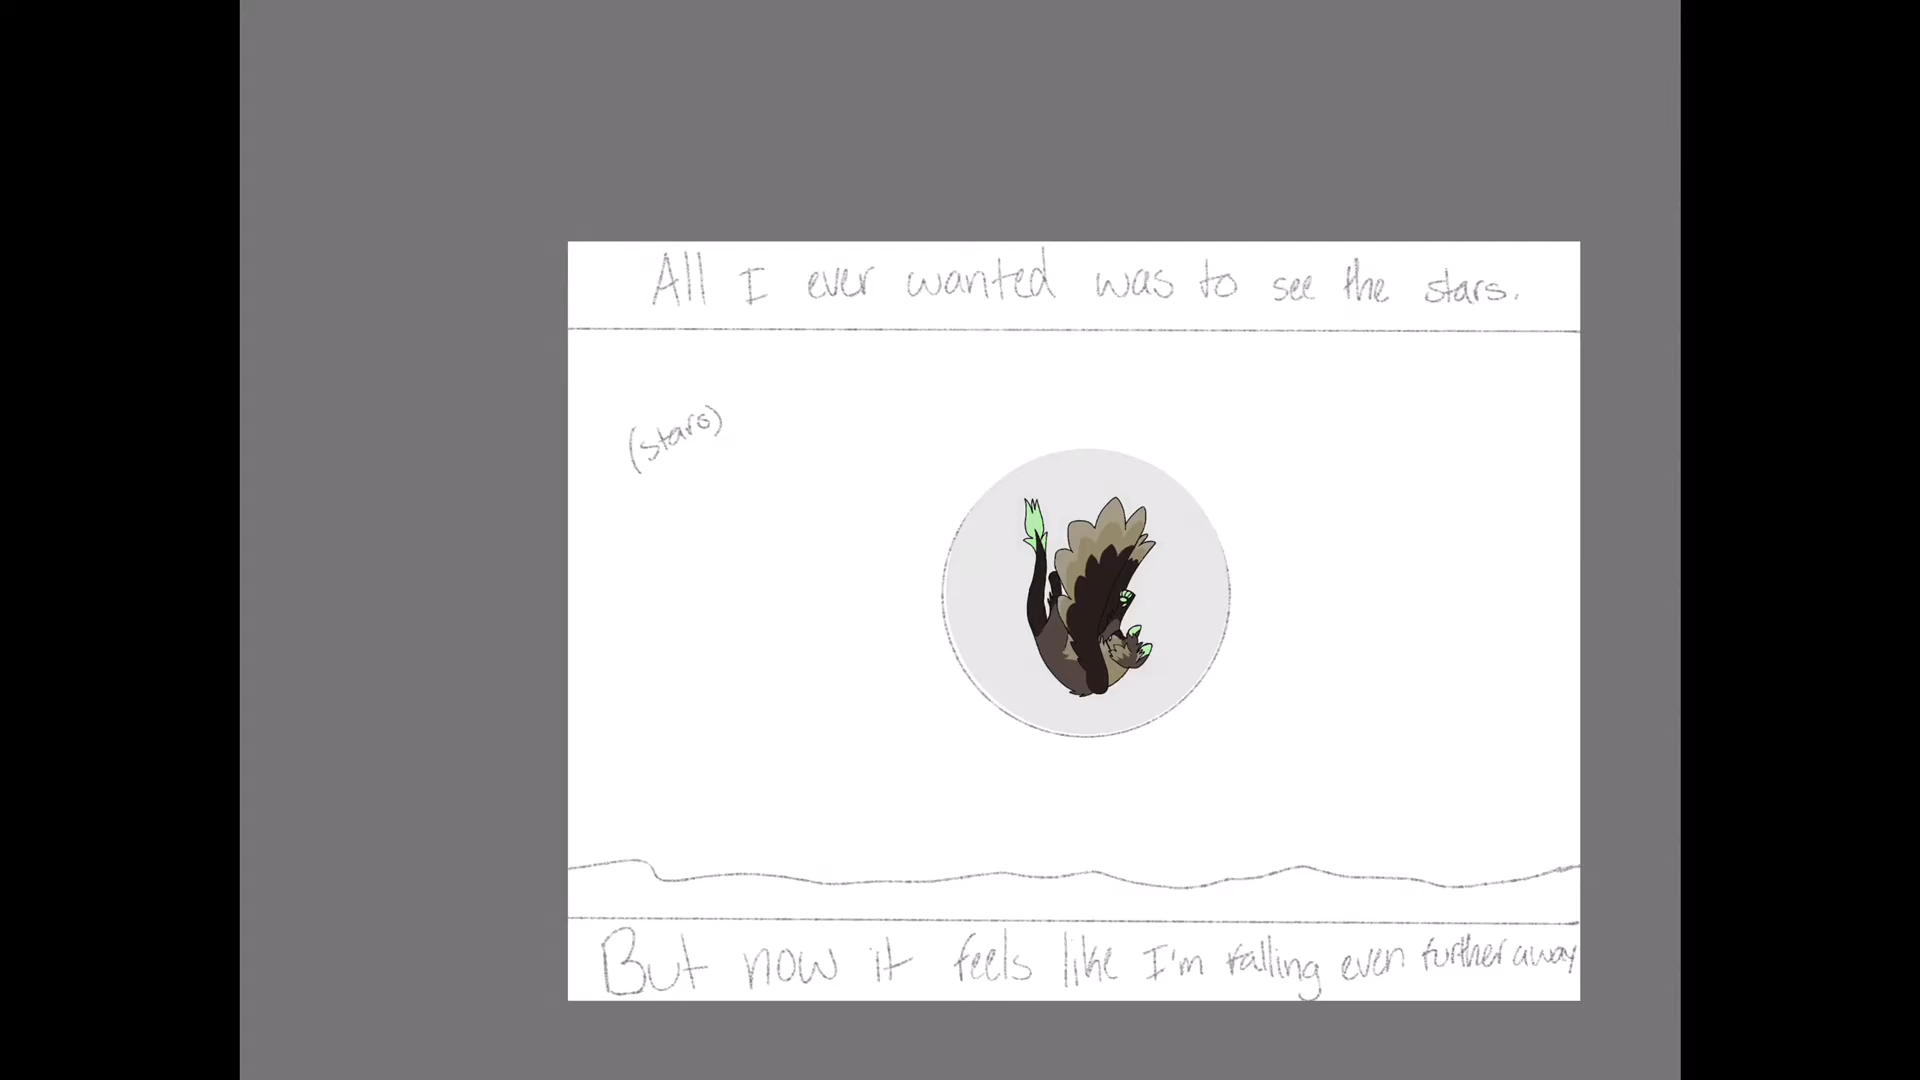 All I ever wanted was to see the stars.
(stars)
But now it feels like I'm falling even further away